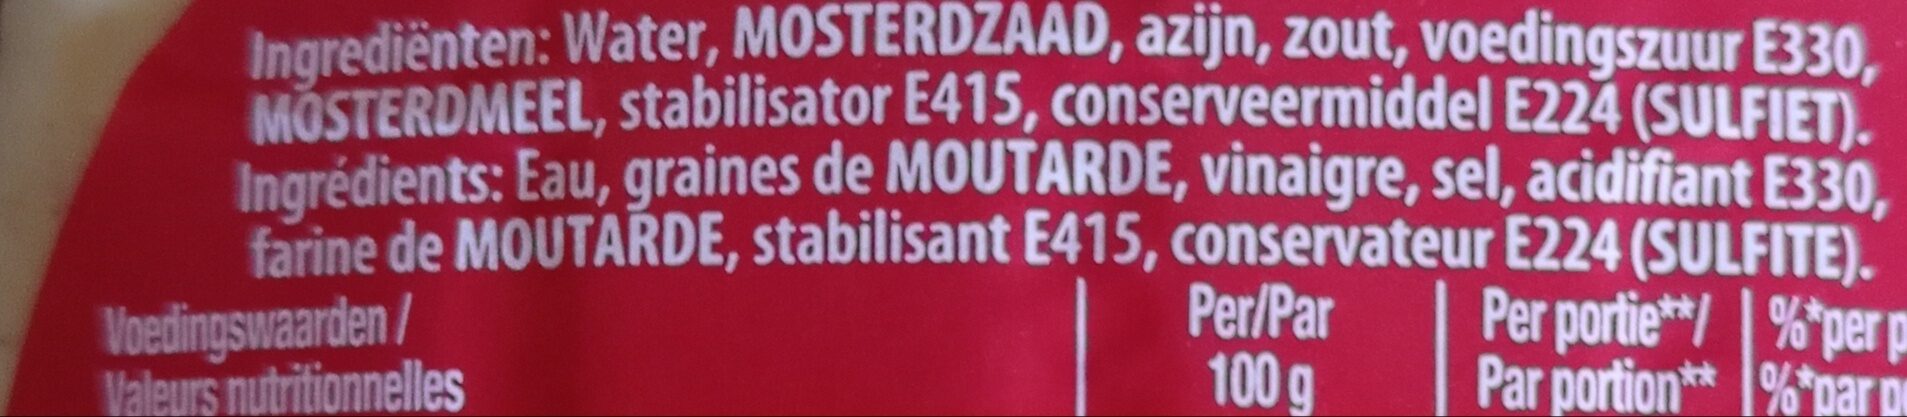 Ingrediënten: Water, MOSTERDZAAD, azijn, zout, voedingszuur E330,
MOSTERDMEEL, stabilisator E415, conserveermiddel E224 (SULFIET).
Ingrédients: Eau, graines de MOUTARDE, vinaigre, sel, acidifiant E330,
farine de MOUTARDE, stabilisant E415, conservateur E224 (SULFITE).
Voedingswaarden / Per/Par Per portie**/ %*per
Valeurs nutritionnelles 100 g Par portion** %*par